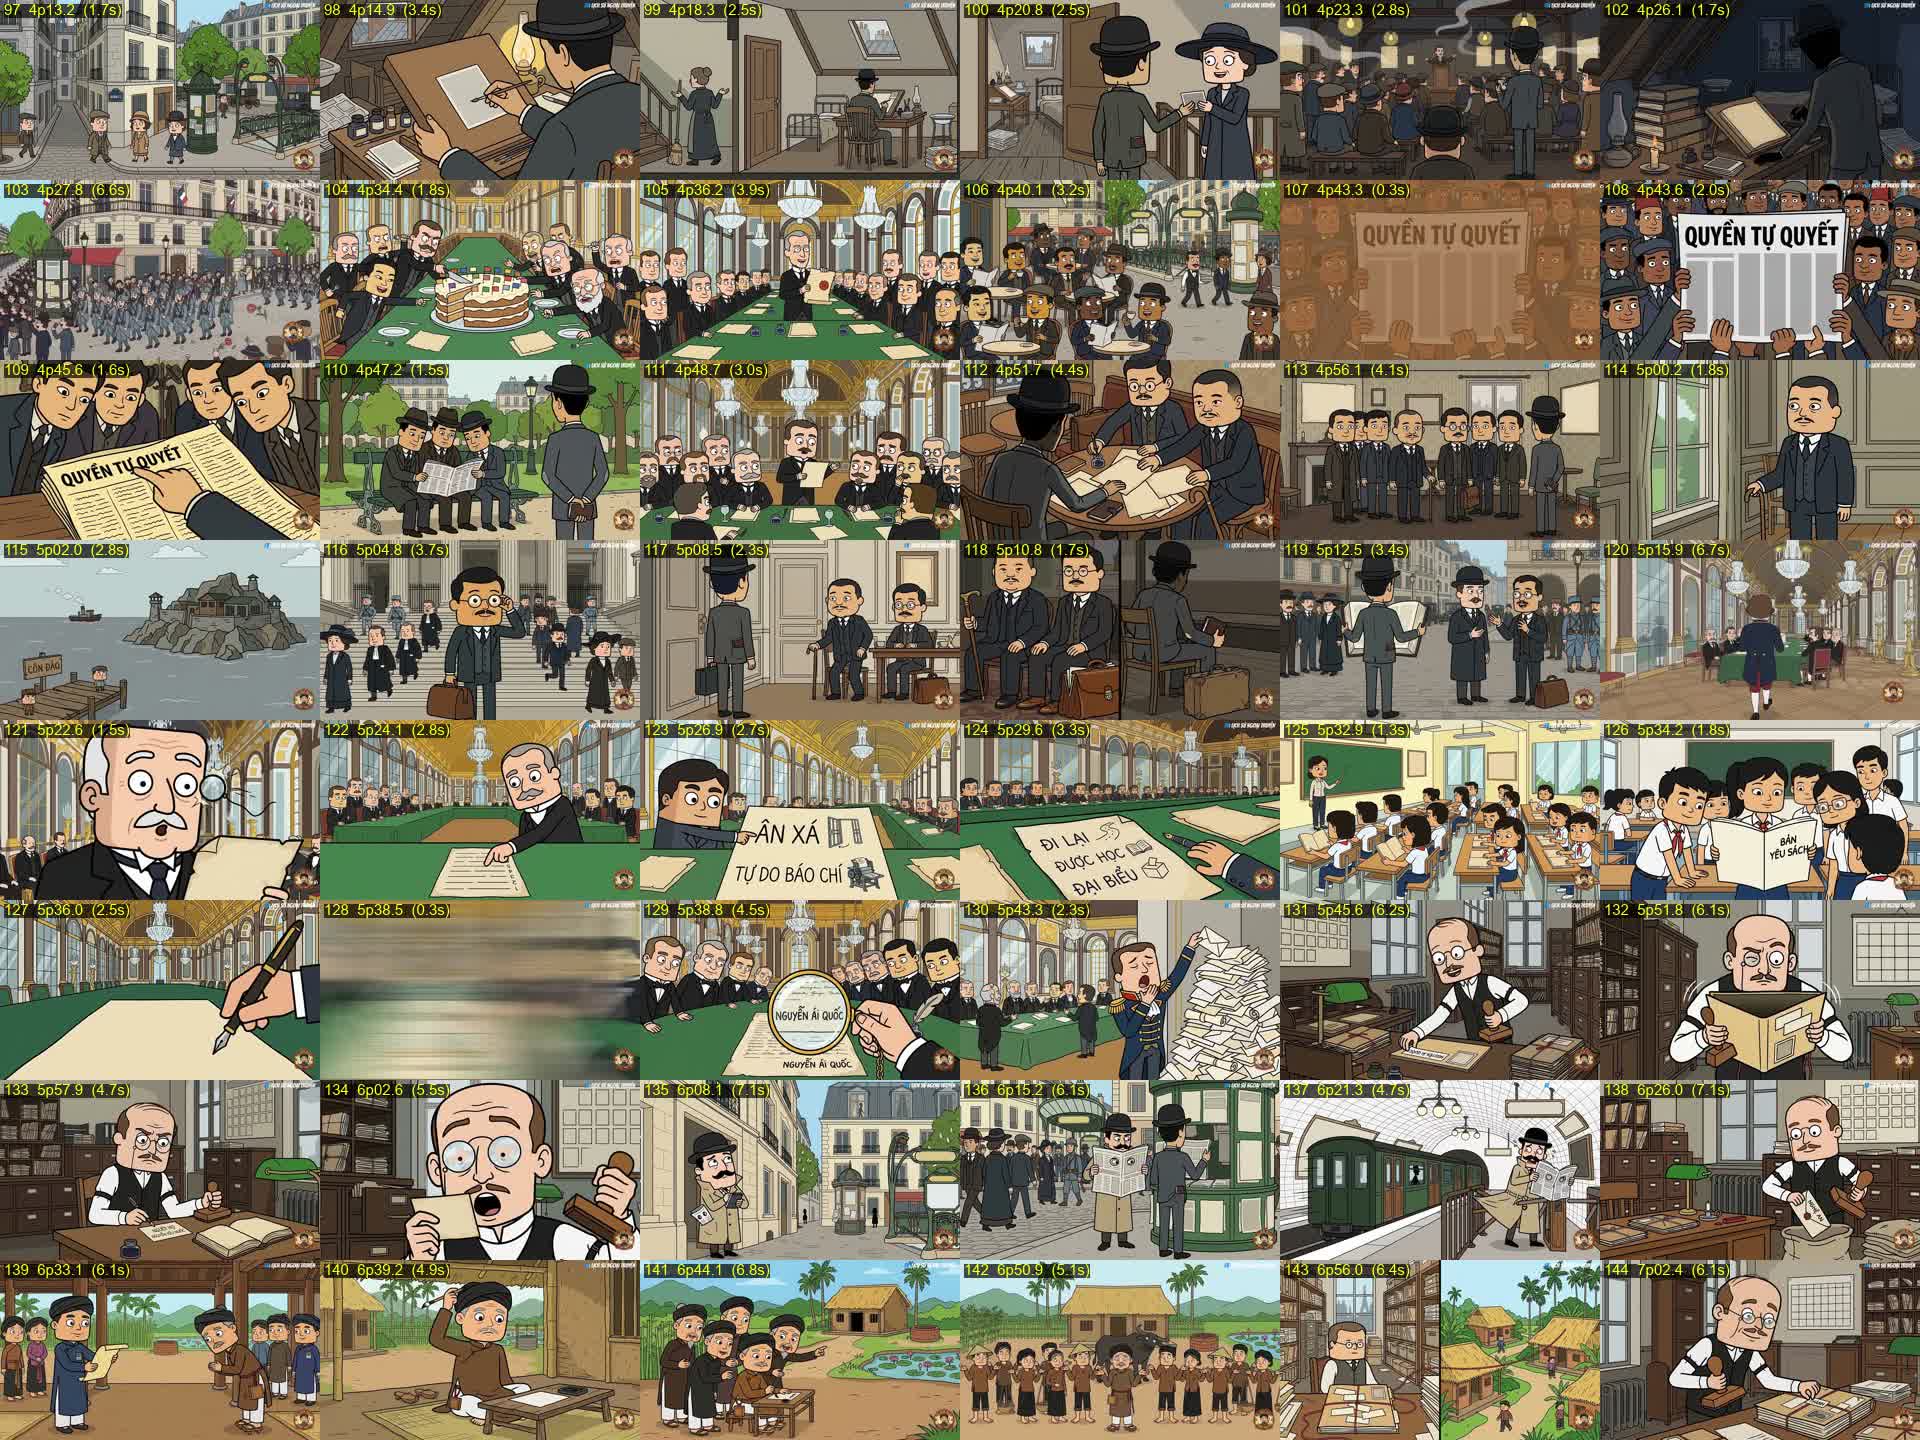 97 4p13.2 (1.7s)
98 4p14.9 (3.4s)
99 4p18.3 (2.5s)
100 4p20.8 (2.5s)
101 4p23.3 (2.8s)
102 4p26.1 (1.7s)
103 4p27.8 (6.6s)
104 4p34.4 (1.8s)
105 4p36.2 (3.9s)
106 4p40.1 (3.2s)
107 4p43.3 (0.3s)
QUYỀN TỰ QUYẾT
108 4p43.6 (2.0s)
QUYỀN TỰ QUYẾT
109 4p45.6 (1.6s)
QUYỀN TỰ QUYẾT
110 4p47.2 (1.5s)
111 4p48.7 (3.0s)
112 4p51.7 (4.4s)
113 4p56.1 (4.1s)
114 5p00.2 (1.8s)
115 5p02.0 (2.8s)
CÔN ĐẢO
116 5p04.8 (3.7s)
117 5p08.5 (2.3s)
118 5p10.8 (1.7s)
119 5p12.5 (3.4s)
120 5p15.9 (6.7s)
121 5p22.6 (1.5s)
122 5p24.1 (2.8s)
123 5p26.9 (2.7s)
ÂN XÁ
TỰ DO BÁO CHÍ
124 5p29.6 (3.3s)
ĐI LẠI
ĐƯỢC HỌC
ĐẠI BIỂU
125 5p32.9 (1.3s)
126 5p34.2 (1.8s)
BẢN
YÊU SÁCH
127 5p36.0 (2.5s)
128 5p38.5 (0.3s)
129 5p38.8 (4.5s)
NGUYỄN ÁI QUỐC
NGUYỄN ÁI QUỐC
130 5p43.3 (2.3s)
131 5p45.6 (6.2s)
132 5p51.8 (6.1s)
133 5p57.9 (4.7s)
134 6p02.6 (5.5s)
135 6p08.1 (7.1s)
136 6p15.2 (6.1s)
137 6p21.3 (4.7s)
138 6p26.0 (7.1s)
139 6p33.1 (6.1s)
140 6p39.2 (4.9s)
141 6p44.1 (6.8s)
142 6p50.9 (5.1s)
143 6p56.0 (6.4s)
144 7p02.4 (6.1s)
LỊCH SỬ NGOẠI TRUYỆN